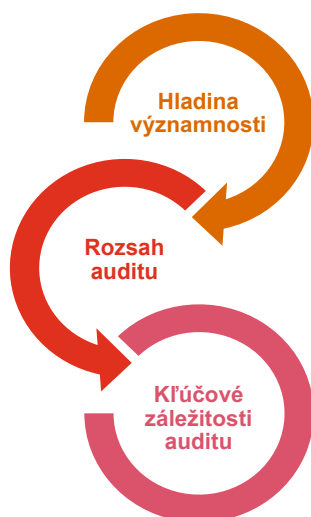 Hladina
významnosti
Rozsah
auditu
Kľúčové
záležitosti
auditu